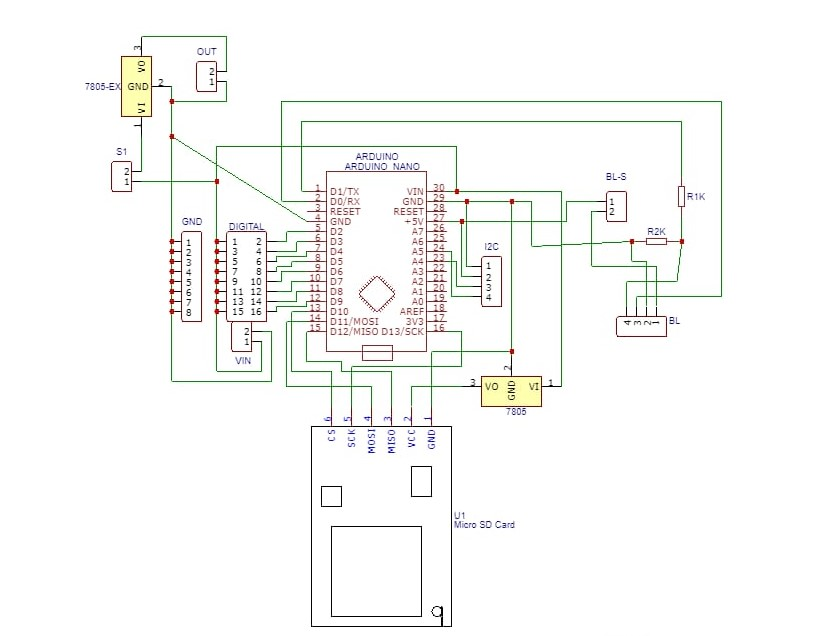 OUT
7805-EX
VO
GND
VI
3
2
1
2
1
S1
2
1
GND
1
2
3
4
5
6
7
8
DIGITAL
1 2
3 4
5 6
7 8
9 10
11 12
13 14
15 16
2
1
VIN
ARDUINO
ARDUINO NANO
1 D1/TX VIN 30
2 D0/RX GND 29
3 RESET RESET 28
4 GND +5V 27
5 D2 A7 26
6 D3 A6 25
7 D4 A5 24
8 D5 A4 23
9 D6 A3 22
10 D7 A2 21
11 D8 A1 20
12 D9 A0 19
13 D10 AREF 18
14 D11/MOSI 3V3 17
15 D12/MISO D13/SCK 16
I2C
1
2
3
4
BL-S
1
2
R1K
R2K
4 3 2 1
BL
3 VO GND VI 1
2
7805
6 5 4 3 2 1
CS SCK MOSI MISO VCC GND
U1
Micro SD Card